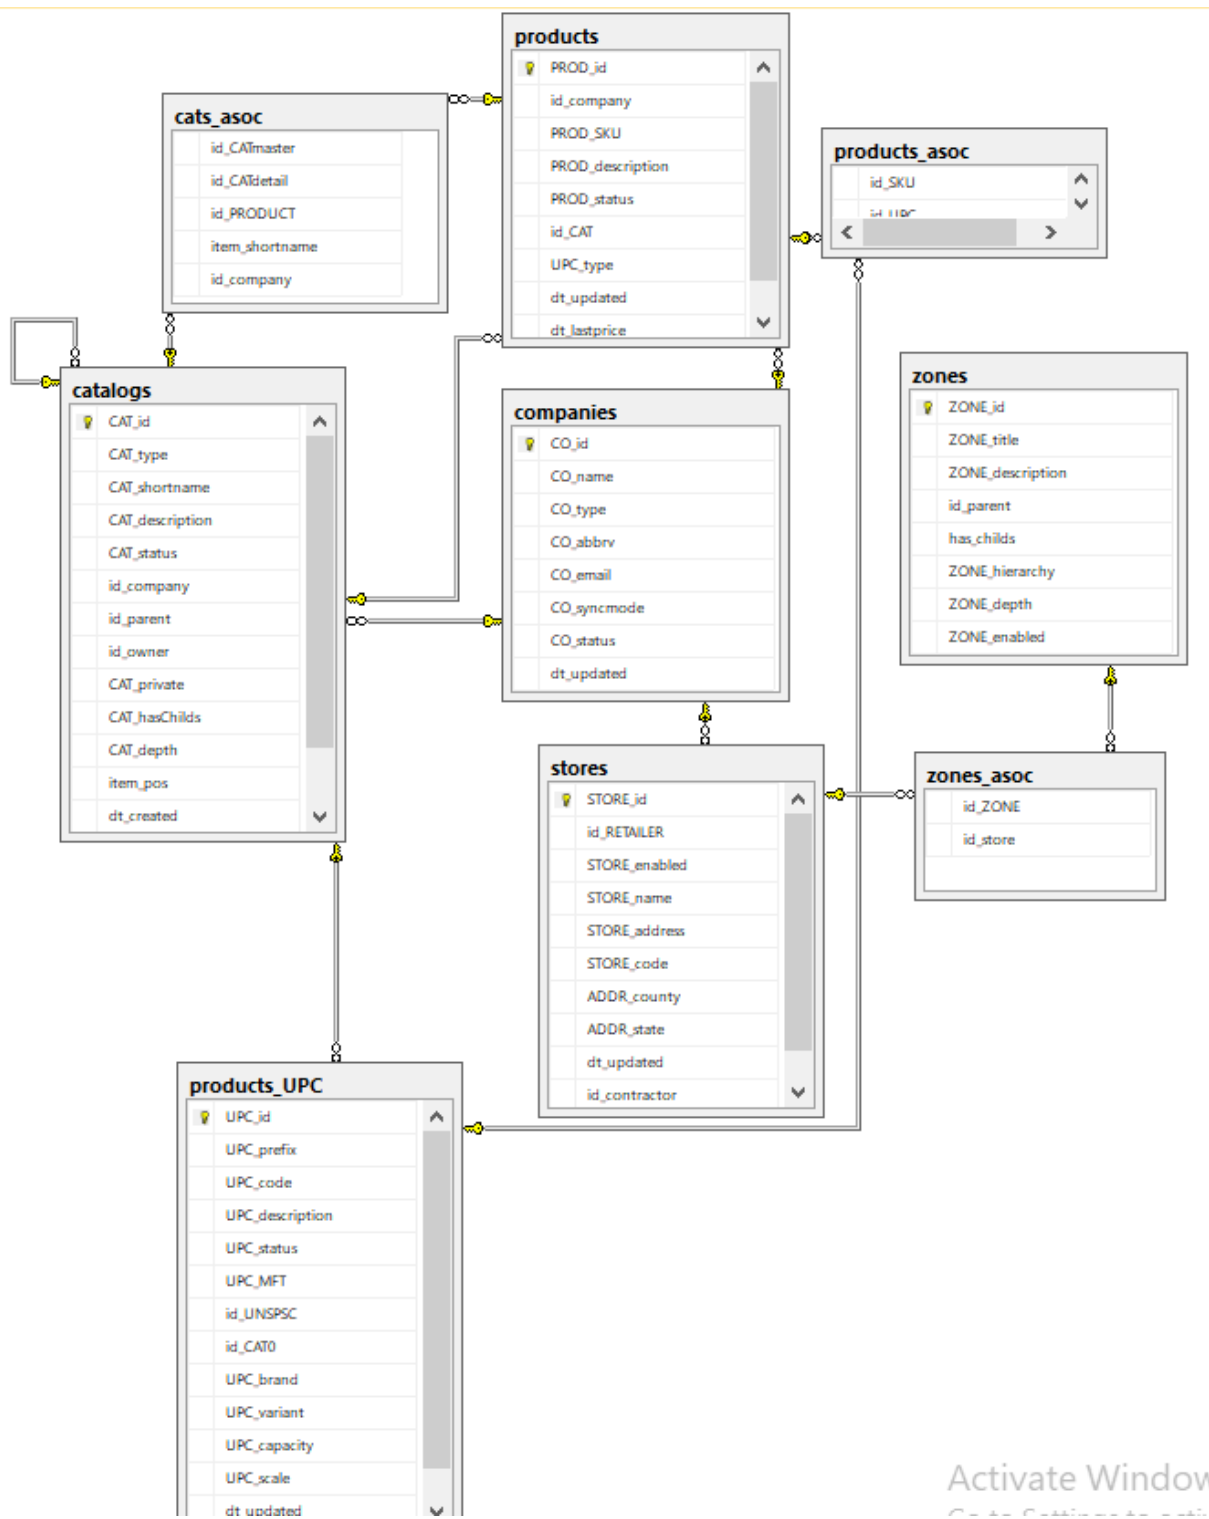 products
PROD_id
id_company
PROD_SKU
PROD_description
PROD_status
id_CAT
UPC_type
dt_updated
dt_lastprice
cats_asoc
id_CATmaster
id_CATdetail
id_PRODUCT
item_shortname
id_company
products_asoc
id_SKU
id_UPC
catalogs
CAT_id
CAT_type
CAT_shortname
CAT_description
CAT_status
id_company
id_parent
id_owner
CAT_private
CAT_hasChilds
CAT_depth
item_pos
dt_created
companies
CO_id
CO_name
CO_type
CO_abbrv
CO_email
CO_syncmode
CO_status
dt_updated
zones
ZONE_id
ZONE_title
ZONE_description
id_parent
has_childs
ZONE_hierarchy
ZONE_depth
ZONE_enabled
stores
STORE_id
id_RETAILER
STORE_enabled
STORE_name
STORE_address
STORE_code
ADDR_county
ADDR_state
dt_updated
id_contractor
zones_asoc
id_ZONE
id_store
products_UPC
UPC_id
UPC_prefix
UPC_code
UPC_description
UPC_status
UPC_MFT
id_UNSPSC
id_CAT0
UPC_brand
UPC_variant
UPC_capacity
UPC_scale
dt_updated
Activate Window